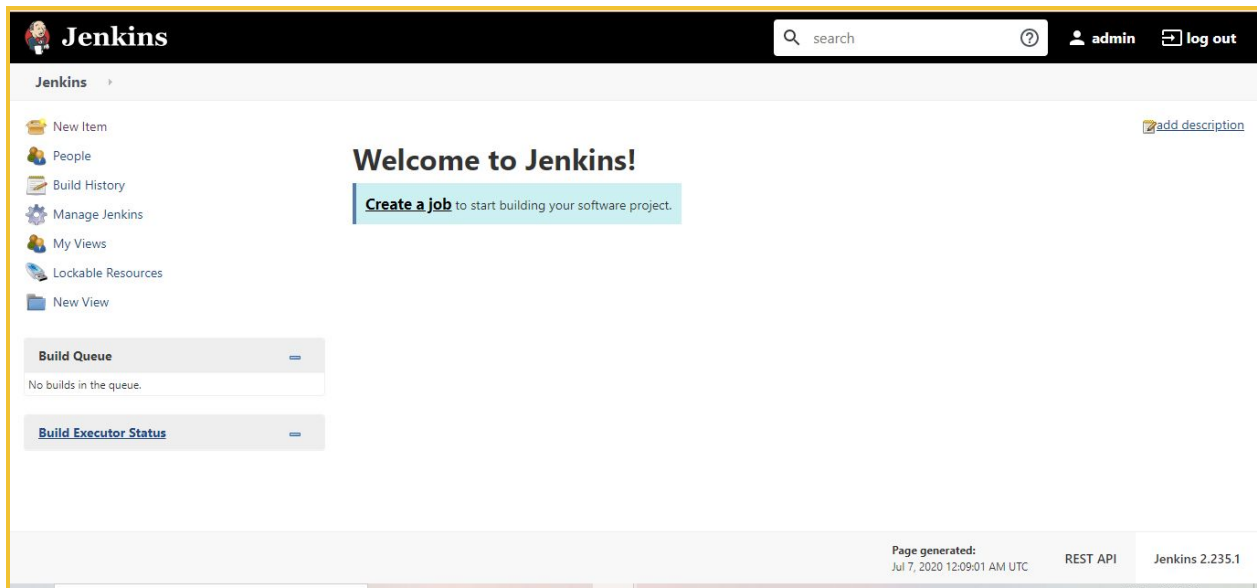 Jenkins
search
admin
log out
Jenkins
New Item
People
Build History
Manage Jenkins
My Views
Lockable Resources
New View
Build Queue
No builds in the queue.
Build Executor Status
add description
Welcome to Jenkins!
Create a job to start building your software project.
Page generated:
Jul 7, 2020 12:09:01 AM UTC
REST API
Jenkins 2.235.1